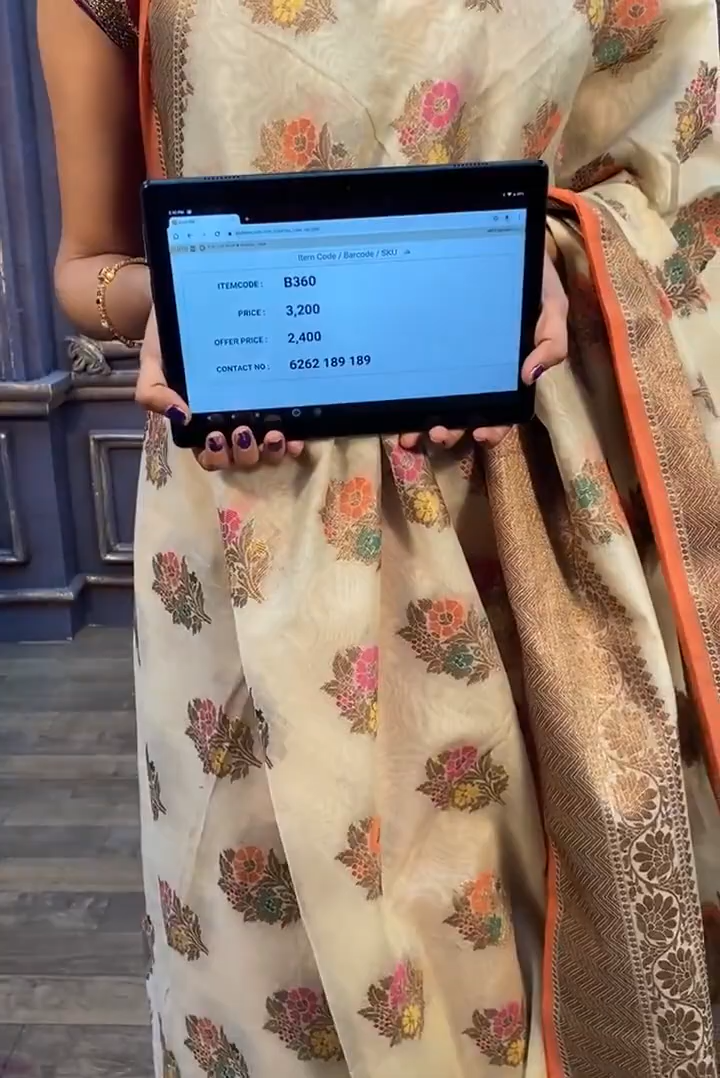 Item Code / Barcode / SKU
ITEMCODE : B360
PRICE : 3,200
OFFER PRICE : 2,400
CONTACT NO : 6262 189 189